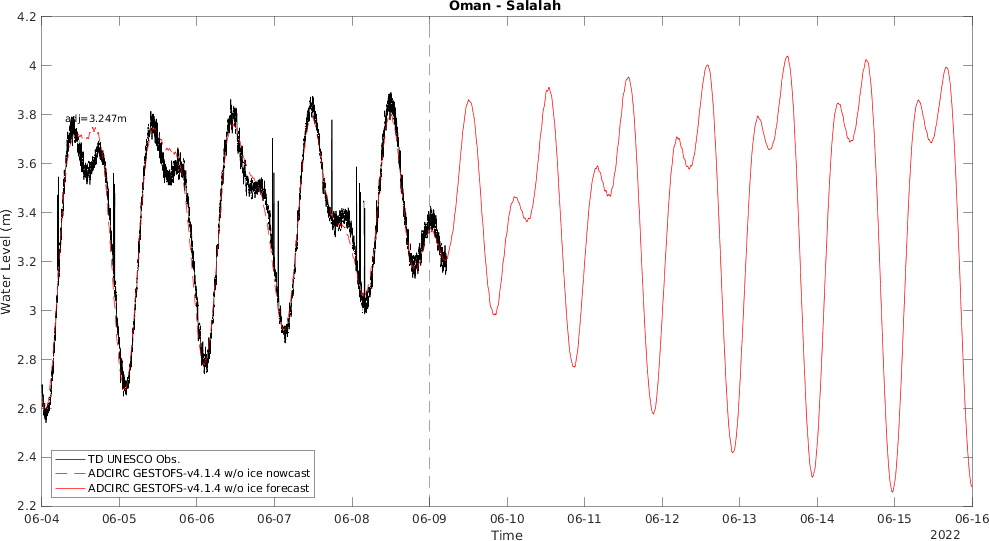 Oman - Salalah
4.2
4
3.8
3.6
3.4
3.2
3
2.8
2.6
2.4
2.2
Water Level (m)
adj=3.247m
TD UNESCO Obs.
ADCIRC GESTOFS-v4.1.4 w/o ice nowcast
ADCIRC GESTOFS-v4.1.4 w/o ice forecast
06-04 06-05 06-06 06-07 06-08 06-09 06-10 06-11 06-12 06-13 06-14 06-15 06-16
Time
2022